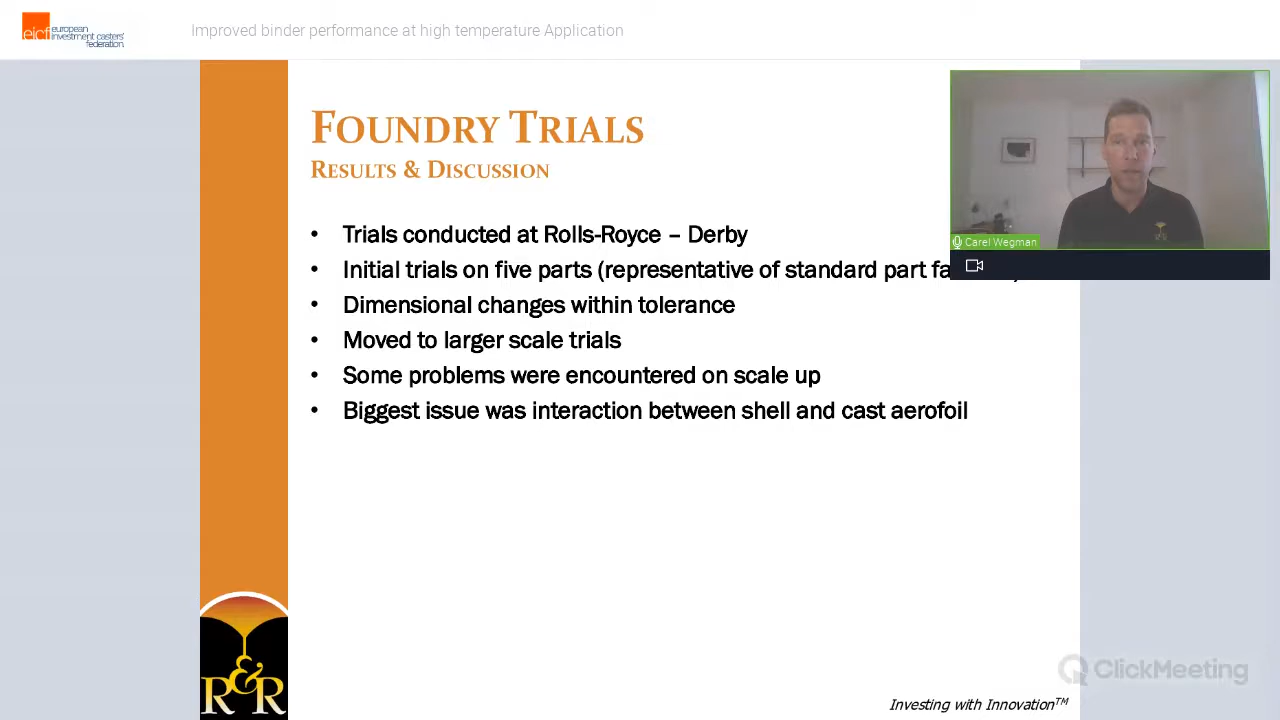 eicf
european
investment casters'
federation.
Improved binder performance at high temperature Application
FOUNDRY TRIALS
RESULTS & DISCUSSION
• Trials conducted at Rolls-Royce – Derby
• Initial trials on five parts (representative of standard part fa
• Dimensional changes within tolerance
• Moved to larger scale trials
• Some problems were encountered on scale up
• Biggest issue was interaction between shell and cast aerofoil
Carel Wegman
R&R
ClickMeeting
Investing with Innovation™